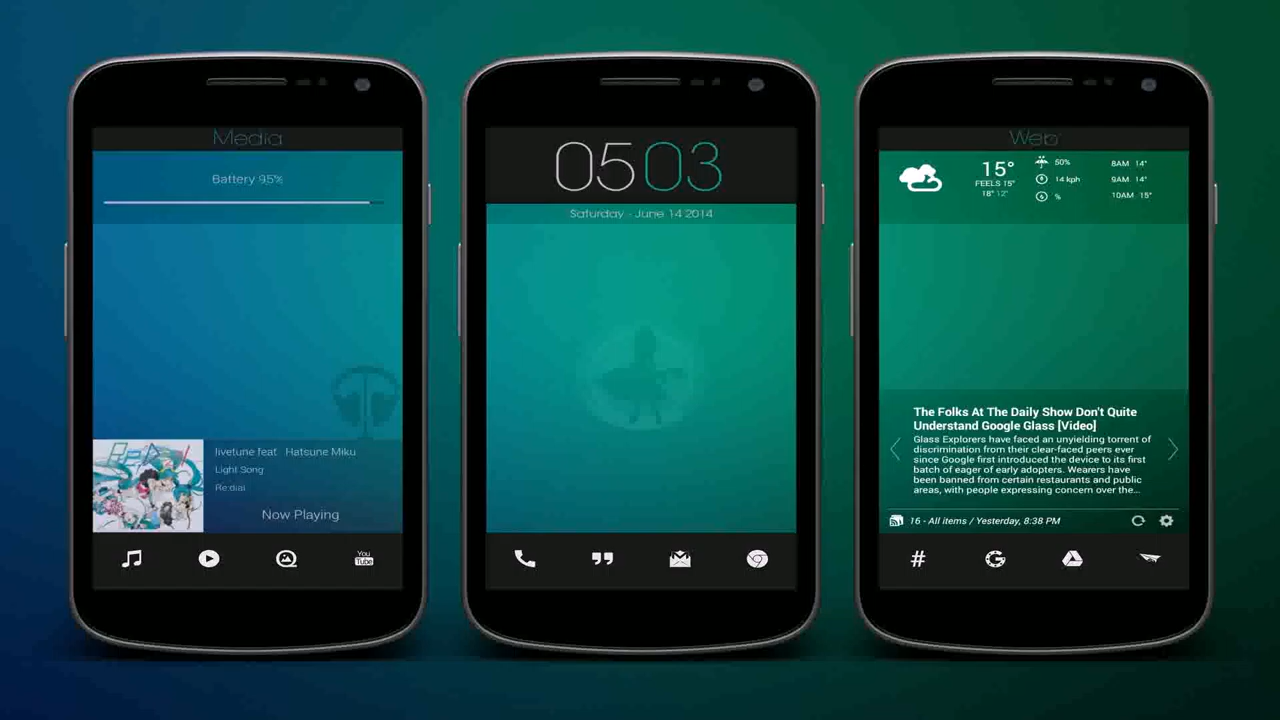 Media
Battery 95%
livetune feat Hatsune Miku
Light Song
Re:dial
Now Playing
You
Tube
05 03
Saturday - June 14 2014
Web
15°
FEELS 15°
18° 12°
50%
14 kph
%
8AM 14°
9AM 14°
10AM 15°
The Folks At The Daily Show Don't Quite
Understand Google Glass [Video]
Glass Explorers have faced an unyielding torrent of
discrimination from their clear-faced peers ever
since Google first introduced the device to its first
batch of eager of early adopters. Wearers have
been banned from certain restaurants and public
areas, with people expressing concern over the...
16 - All items / Yesterday, 8:38 PM
#